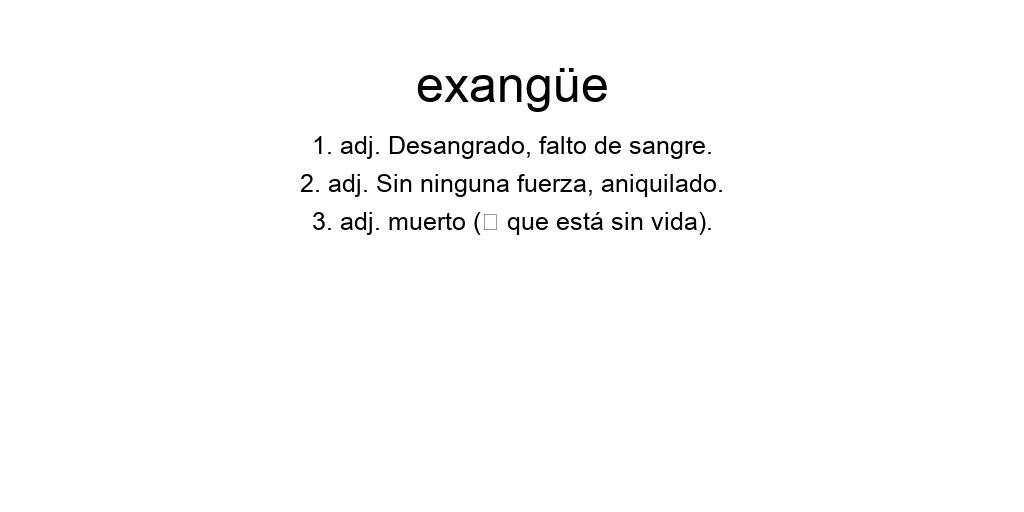 exangüe
1. adj. Desangrado, falto de sangre.
2. adj. Sin ninguna fuerza, aniquilado.
3. adj. muerto (□ que está sin vida).